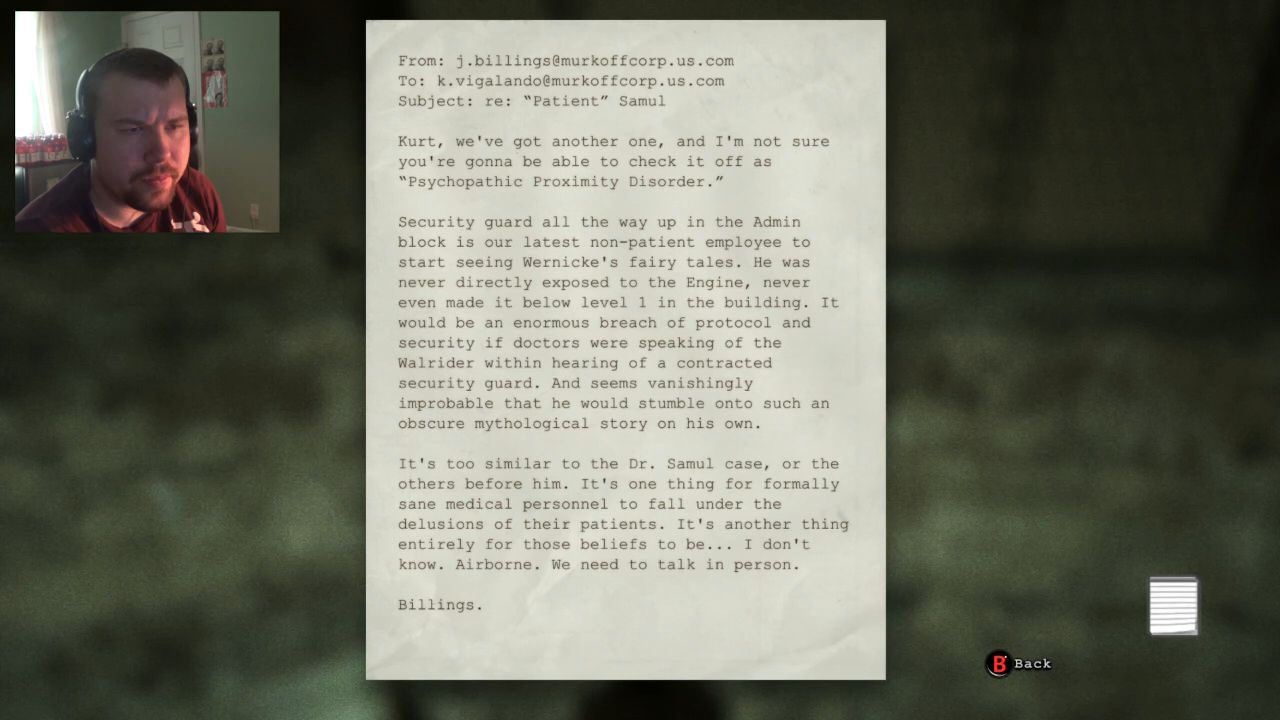 From: j.billings@murkoffcorp.us.com
To: k.vigalando@murkoffcorp.us.com
Subject: re: “Patient” Samul
Kurt, we've got another one, and I'm not sure
you're gonna be able to check it off as
“Psychopathic Proximity Disorder.”
Security guard all the way up in the Admin
block is our latest non-patient employee to
start seeing Wernicke's fairy tales. He was
never directly exposed to the Engine, never
even made it below level 1 in the building. It
would be an enormous breach of protocol and
security if doctors were speaking of the
Walrider within hearing of a contracted
security guard. And seems vanishingly
improbable that he would stumble onto such an
obscure mythological story on his own.
It's too similar to the Dr. Samul case, or the
others before him. It's one thing for formally
sane medical personnel to fall under the
delusions of their patients. It's another thing
entirely for those beliefs to be... I don't
know. Airborne. We need to talk in person.
Billings.
B Back